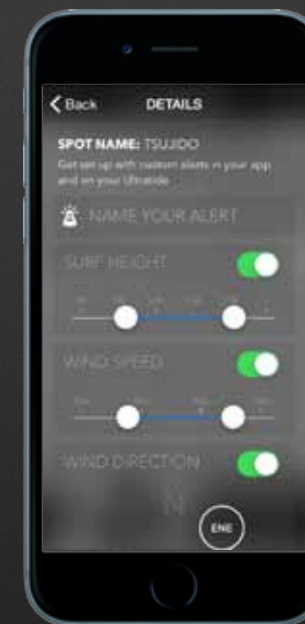 Back DETAILS
SPOT NAME: TSUJIDO
Get set up with custom alerts in your app
and on your Ultratide
NAME YOUR ALERT
SURF HEIGHT
WIND SPEED
WIND DIRECTION
N
ENE